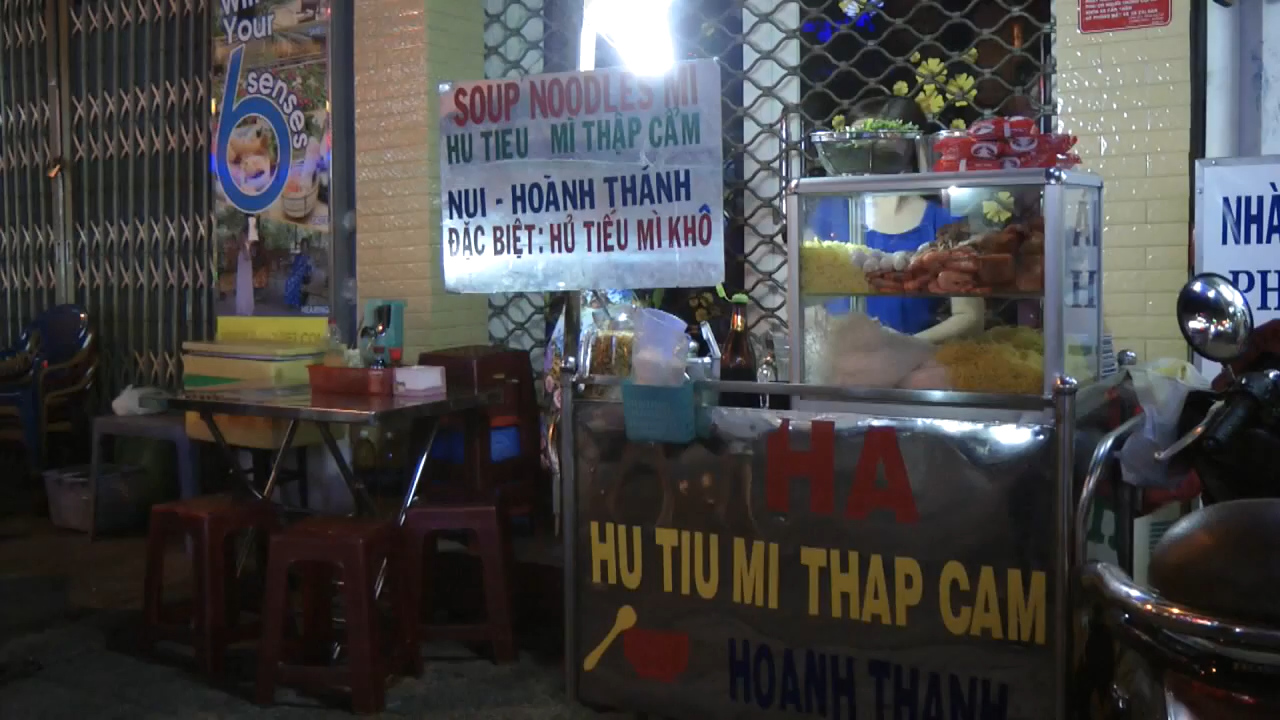 Your
6 senses
HEARING
SOUP NOODLES MI
HU TIEU MÌ THẬP CẨM
NUI - HOÀNH THÁNH
ĐẶC BIỆT: HỦ TIẾU MÌ KHÔ
NHÀ
PH
HA
HU TIU MI THAP CAM
HOANH THANH